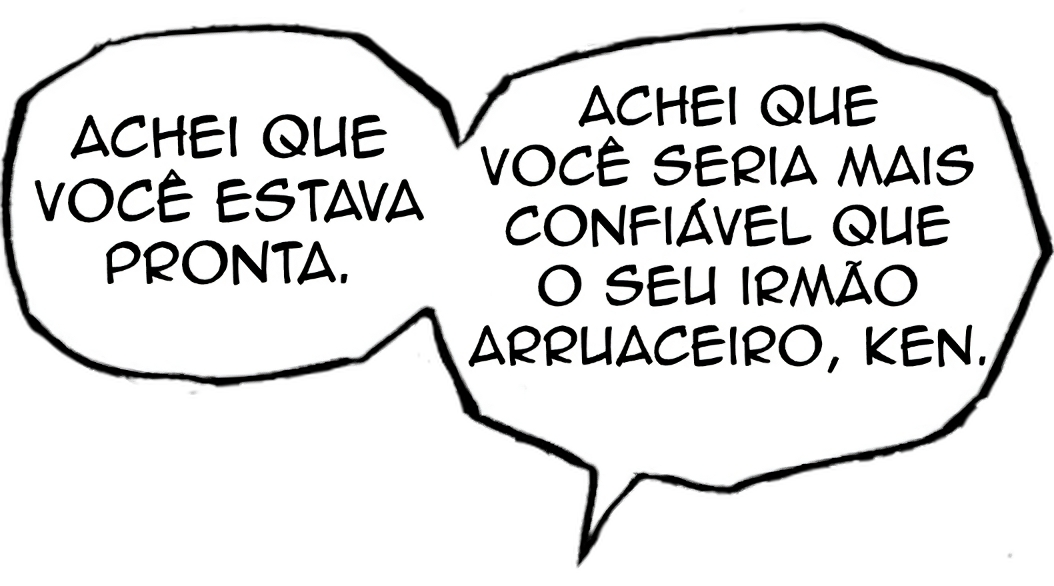 ACHEI QUE
VOCÊ ESTAVA
PRONTA.
ACHEI QUE
VOCÊ SERIA MAIS
CONFIÁVEL QUE
O SEU IRMÃO
ARRUACEIRO, KEN.